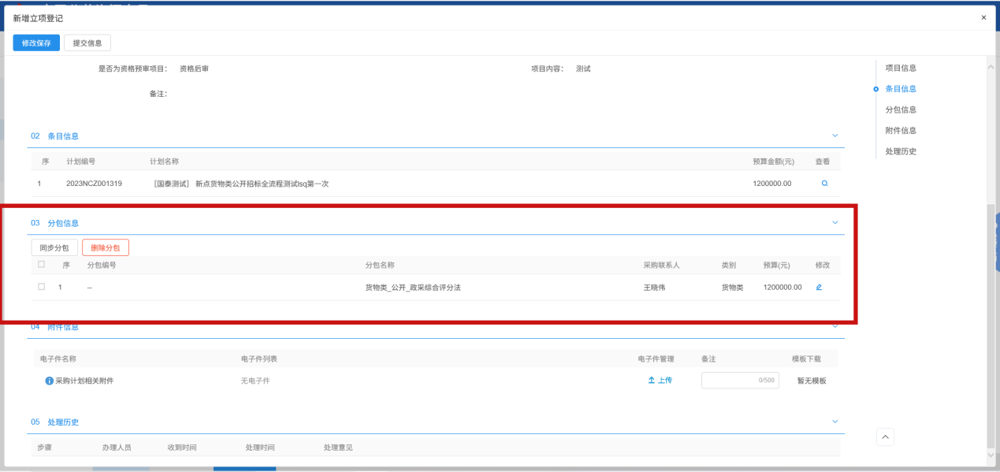 新增立项登记 ×
修改保存 提交信息
是否为资格预审项目: 资格后审 项目内容: 测试
备注:
项目信息
条目信息
分包信息
附件信息
处理历史
02 条目信息
序 计划编号 计划名称 预算金额(元) 查看
1 2023NCZ001319 [国泰测试] 新点货物类公开招标全流程测试lsq第一次 1200000.00
03 分包信息
同步分包 删除分包
序 分包编号 分包名称 采购联系人 类别 预算(元) 修改
1 -- 货物类_公开_政采综合评分法 王晓伟 货物类 1200000.00
04 附件信息
电子件名称 电子件列表 电子件管理 备注 模板下载
采购计划相关附件 无电子件 上传 0/500 暂无模板
05 处理历史
步骤 办理人员 收到时间 处理时间 处理意见